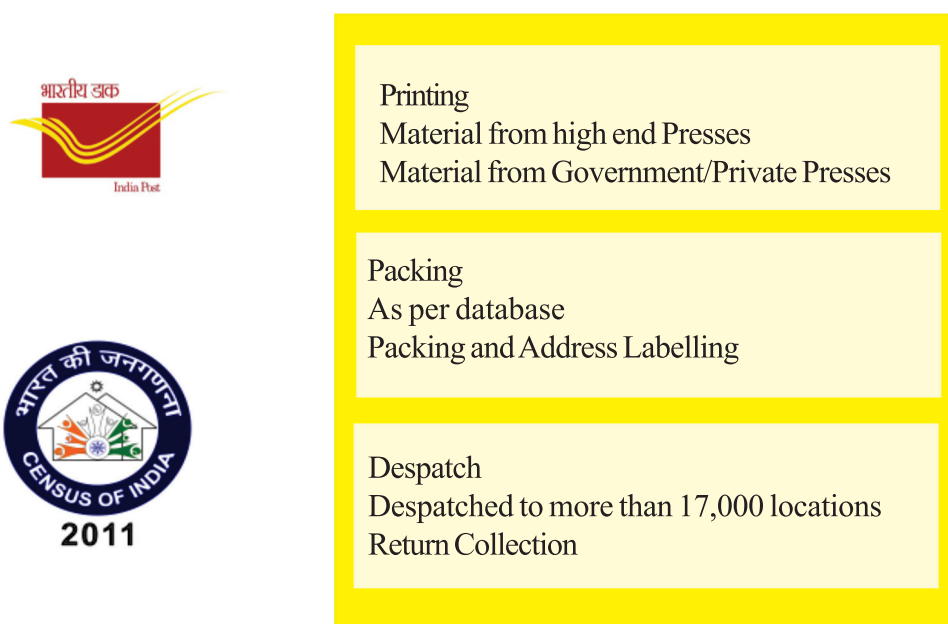 भारतीय डाक
India Post
भारत की जनगणना
CENSUS OF INDIA
2011
Printing
Material from high end Presses
Material from Government/Private Presses
Packing
As per database
Packing and Address Labelling
Despatch
Despatched to more than 17,000 locations
Return Collection